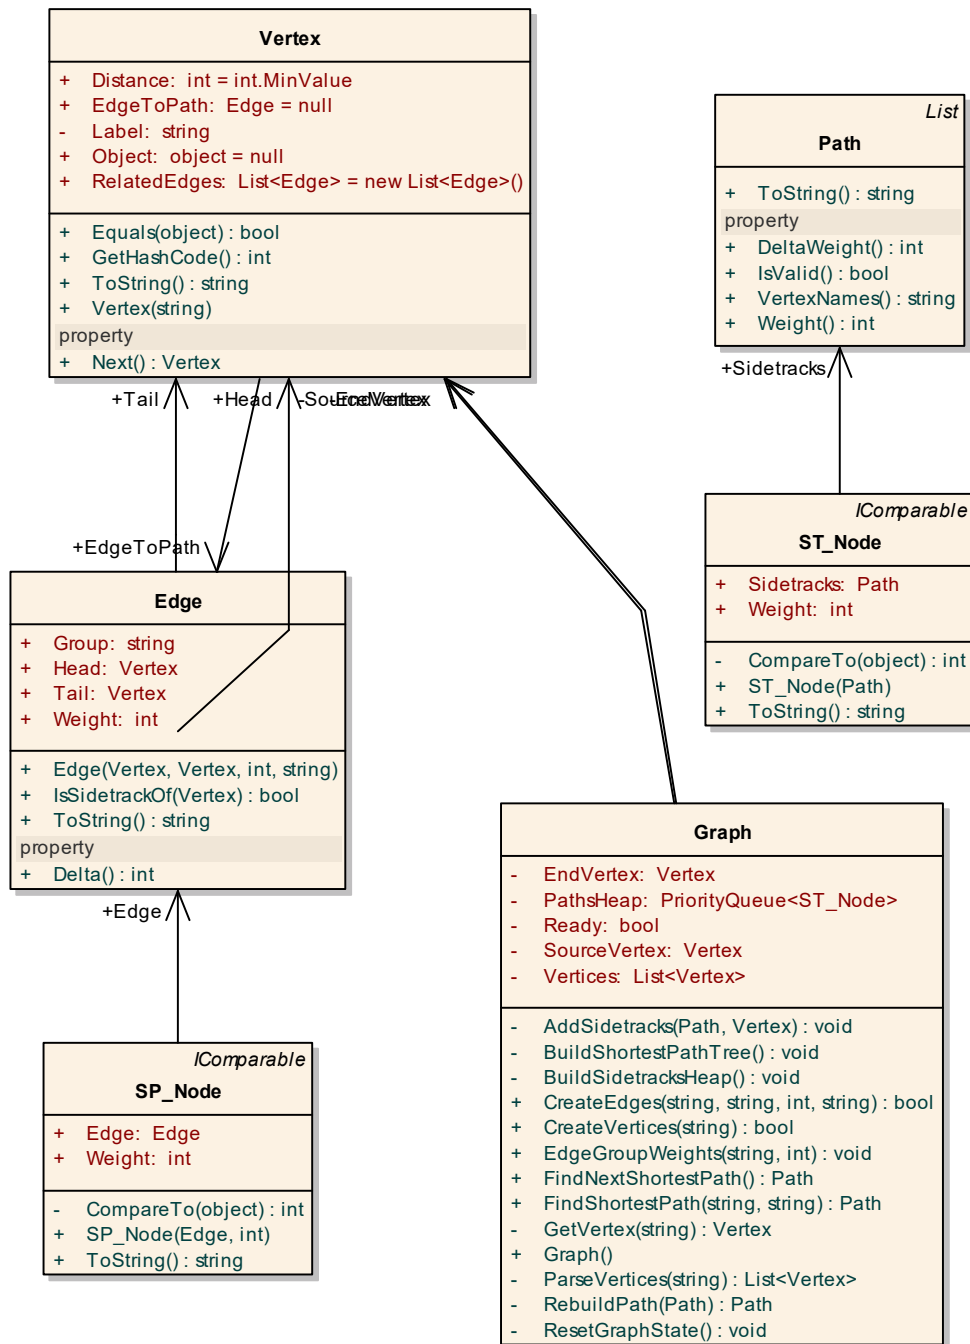 Vertex
+ Distance: int = int.MinValue
+ EdgeToPath: Edge = null
- Label: string
+ Object: object = null
+ RelatedEdges: List<Edge> = new List<Edge>()
+ Equals(object) : bool
+ GetHashCode() : int
+ ToString() : string
+ Vertex(string)
property
+ Next() : Vertex
List
Path
+ ToString() : string
property
+ DeltaWeight() : int
+ IsValid() : bool
+ VertexNames() : string
+ Weight() : int
+Sidetracks
+Tail
+Head
-SourceVertex
-EndVertex
+EdgeToPath
IComparable
ST_Node
+ Sidetracks: Path
+ Weight: int
- CompareTo(object) : int
+ ST_Node(Path)
+ ToString() : string
Edge
+ Group: string
+ Head: Vertex
+ Tail: Vertex
+ Weight: int
+ Edge(Vertex, Vertex, int, string)
+ IsSidetrackOf(Vertex) : bool
+ ToString() : string
property
+ Delta() : int
+Edge
Graph
- EndVertex: Vertex
- PathsHeap: PriorityQueue<ST_Node>
- Ready: bool
- SourceVertex: Vertex
- Vertices: List<Vertex>
- AddSidetracks(Path, Vertex) : void
- BuildShortestPathTree() : void
- BuildSidetracksHeap() : void
+ CreateEdges(string, string, int, string) : bool
+ CreateVertices(string) : bool
+ EdgeGroupWeights(string, int) : void
+ FindNextShortestPath() : Path
+ FindShortestPath(string, string) : Path
- GetVertex(string) : Vertex
+ Graph()
- ParseVertices(string) : List<Vertex>
- RebuildPath(Path) : Path
- ResetGraphState() : void
IComparable
SP_Node
+ Edge: Edge
+ Weight: int
- CompareTo(object) : int
+ SP_Node(Edge, int)
+ ToString() : string